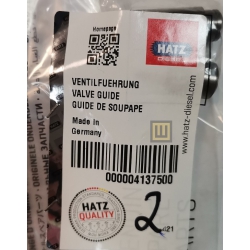 Homepage
HATZ
DIESEL
VENTILFUEHRUNG
VALVE GUIDE
GUIDE DE SOUPAPE
Made in
Germany
www.hatz-diesel.com
000004137500
HATZ
QUALITY
2